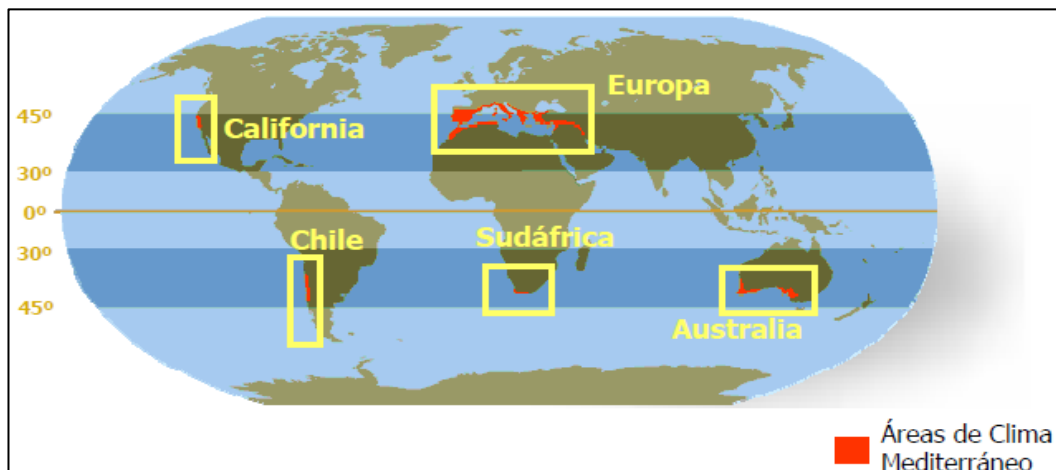 Europa
45º
California
30º
0º
Chile
Sudáfrica
30º
45º
Australia
Áreas de Clima
Mediterráneo